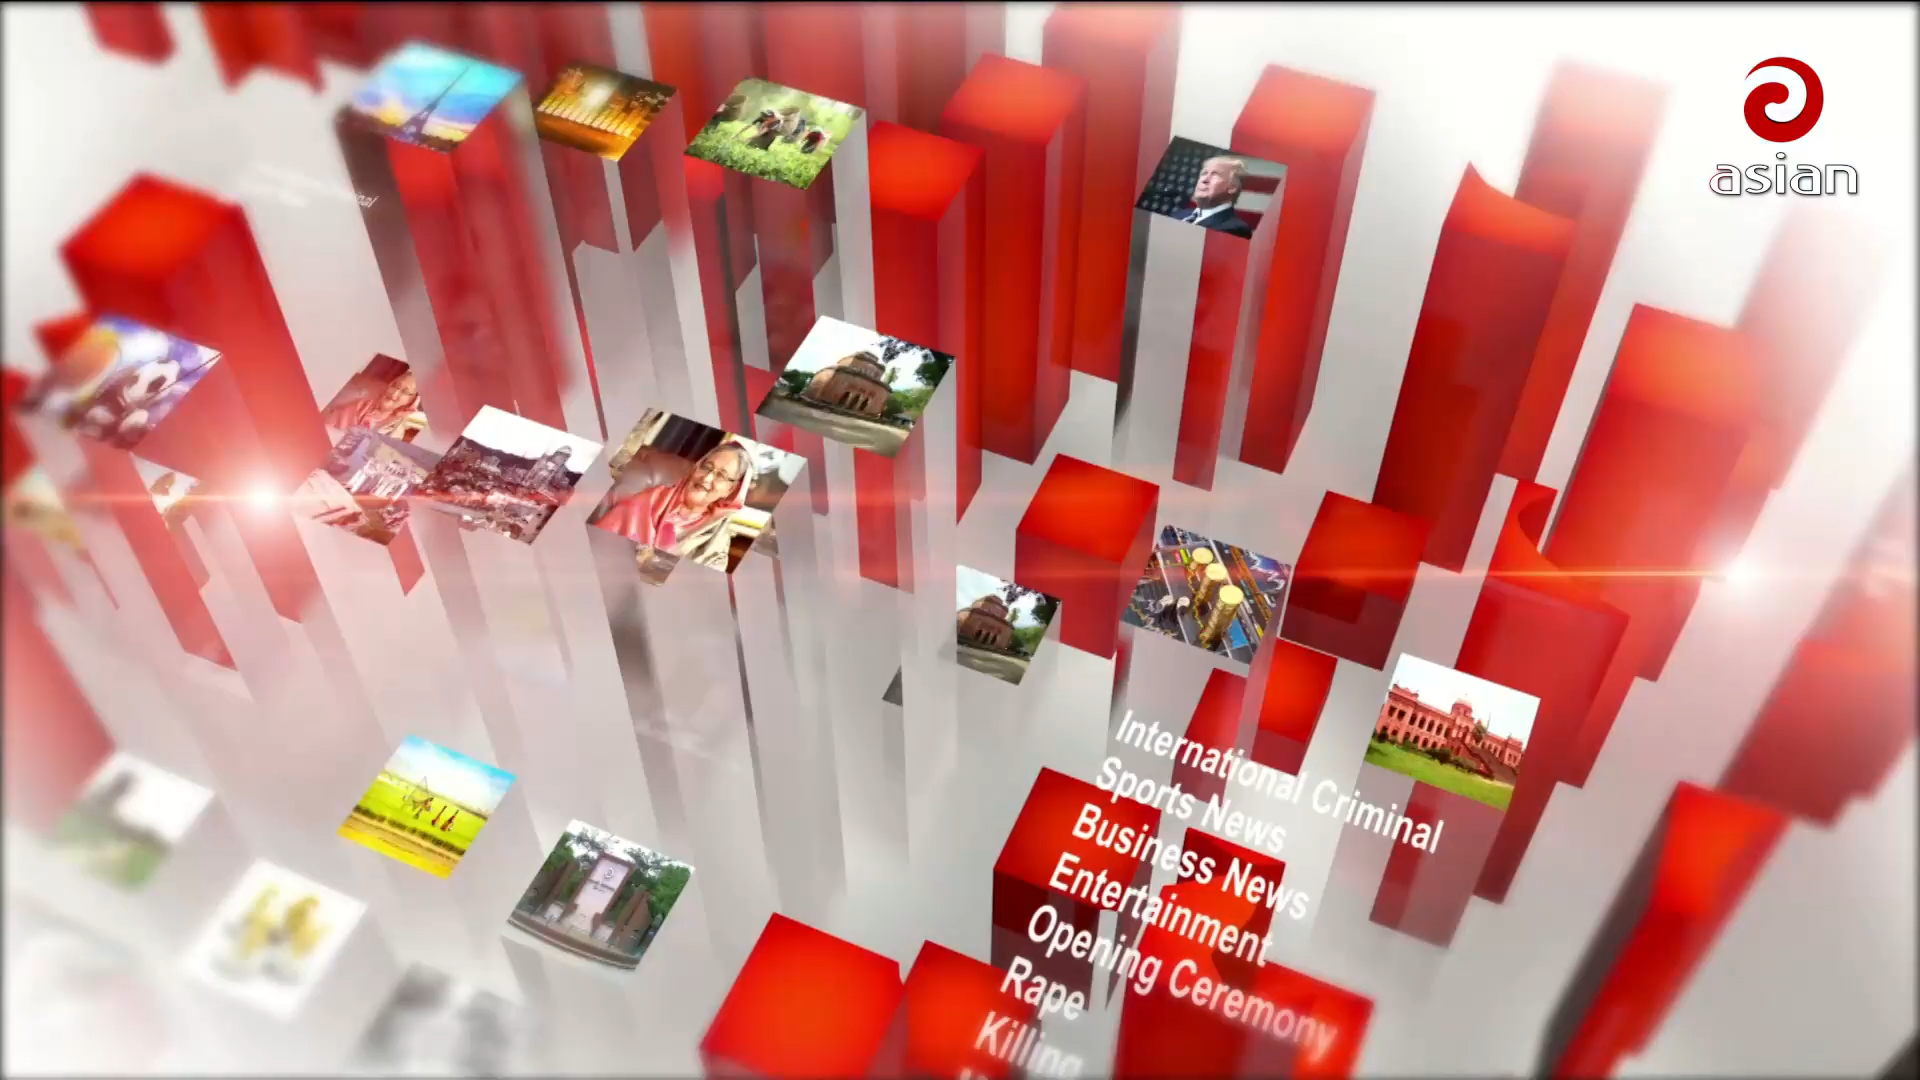 asian
International Criminal
Sports News
Business News
Entertainment
Opening Ceremony
Rape
Killing